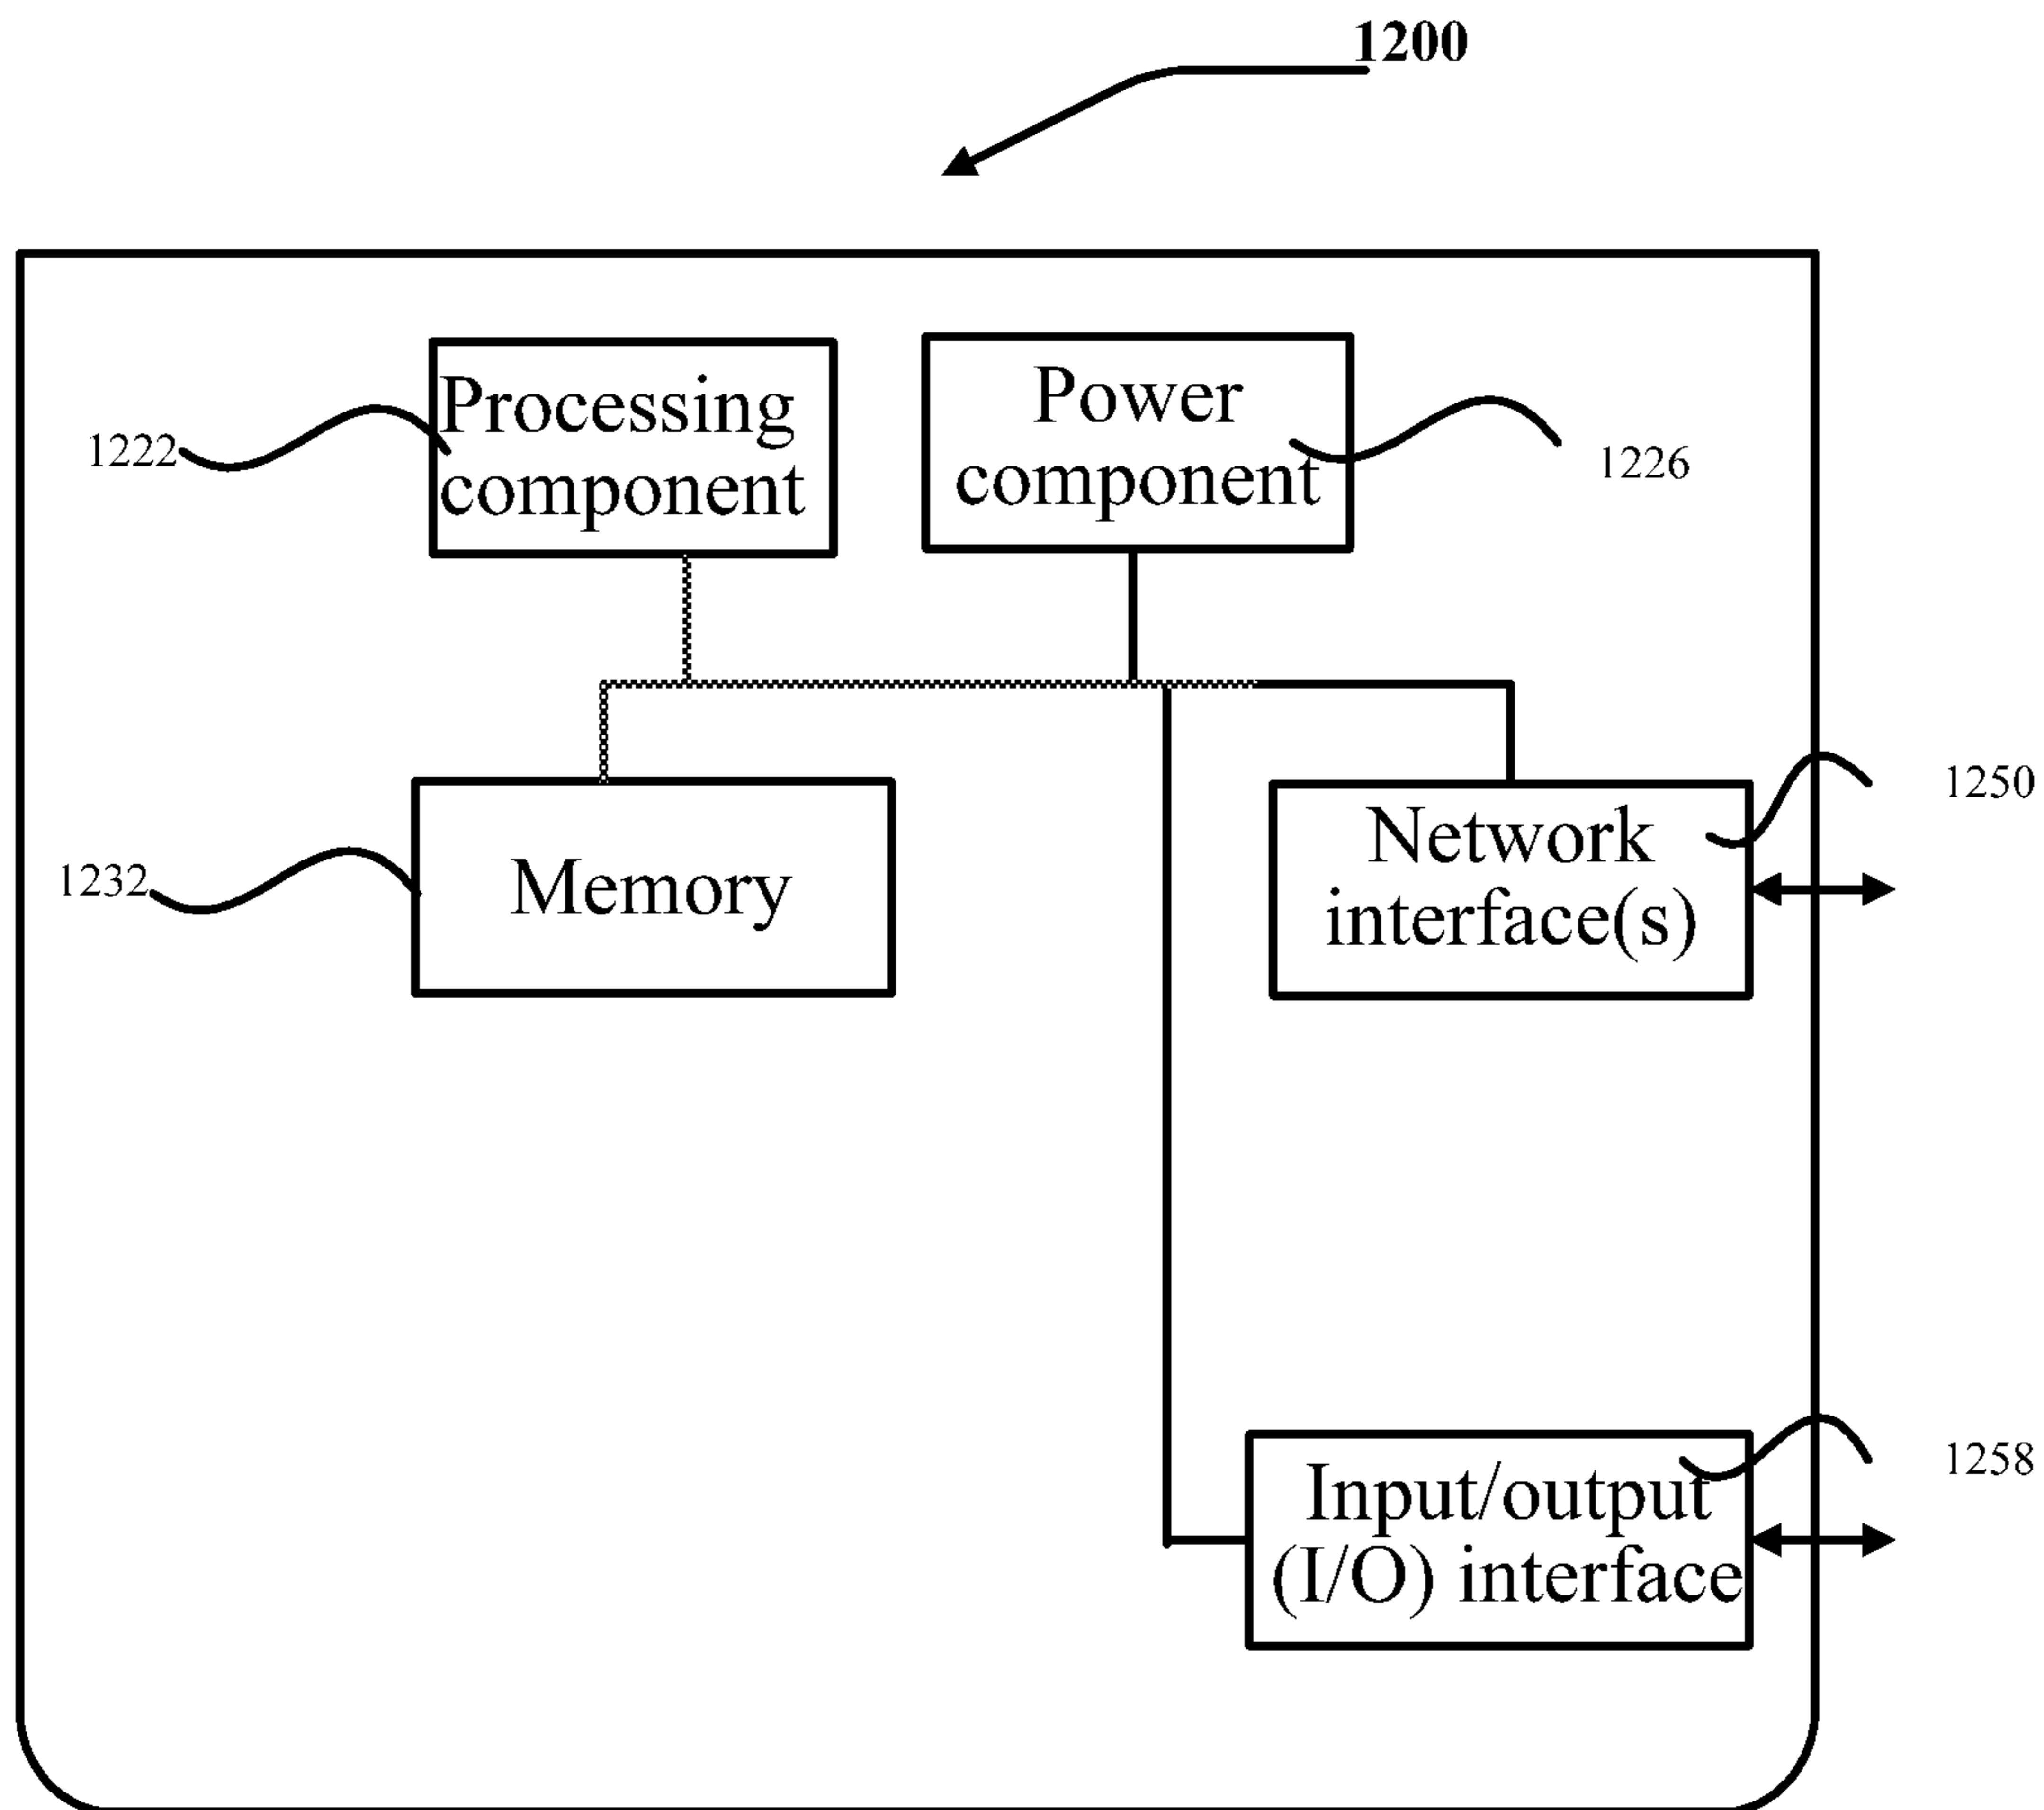 1200
Processing
component
Power
component
1222
1226
Memory
1232
Network
interface(s)
1250
Input/output
(I/O) interface
1258